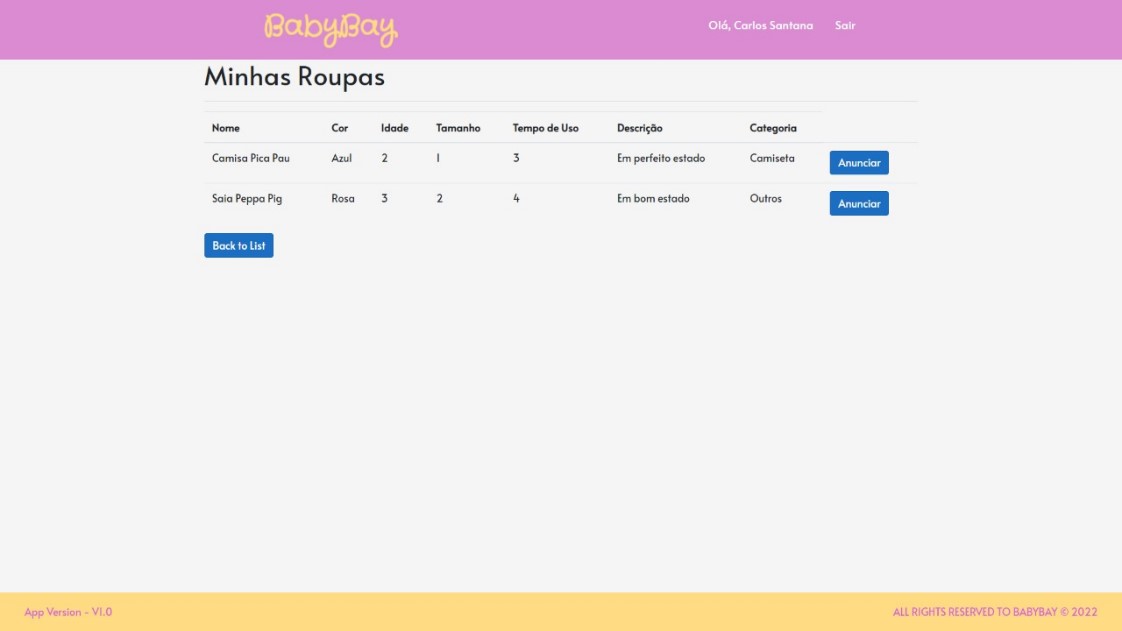 BabyBay
Olá, Carlos Santana Sair
Minhas Roupas
Nome Cor Idade Tamanho Tempo de Uso Descrição Categoria
Camisa Pica Pau Azul 2 1 3 Em perfeito estado Camiseta Anunciar
Saia Peppa Pig Rosa 3 2 4 Em bom estado Outros Anunciar
Back to List
App Version - V1.0 ALL RIGHTS RESERVED TO BABYBAY © 2022